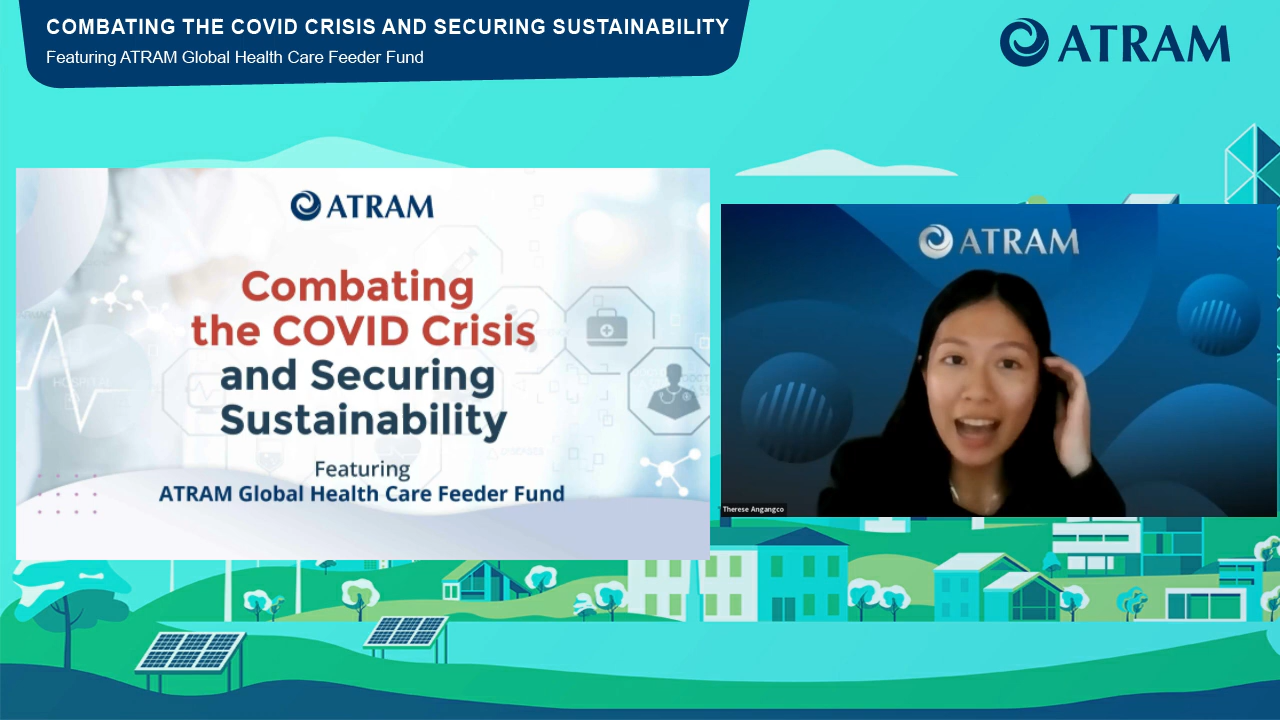 COMBATING THE COVID CRISIS AND SECURING SUSTAINABILITY
Featuring ATRAM Global Health Care Feeder Fund
ATRAM
ATRAM
Combating
the COVID Crisis
and Securing
Sustainability
Featuring
ATRAM Global Health Care Feeder Fund
HOSPITAL
ATRAM
Therese Angangco